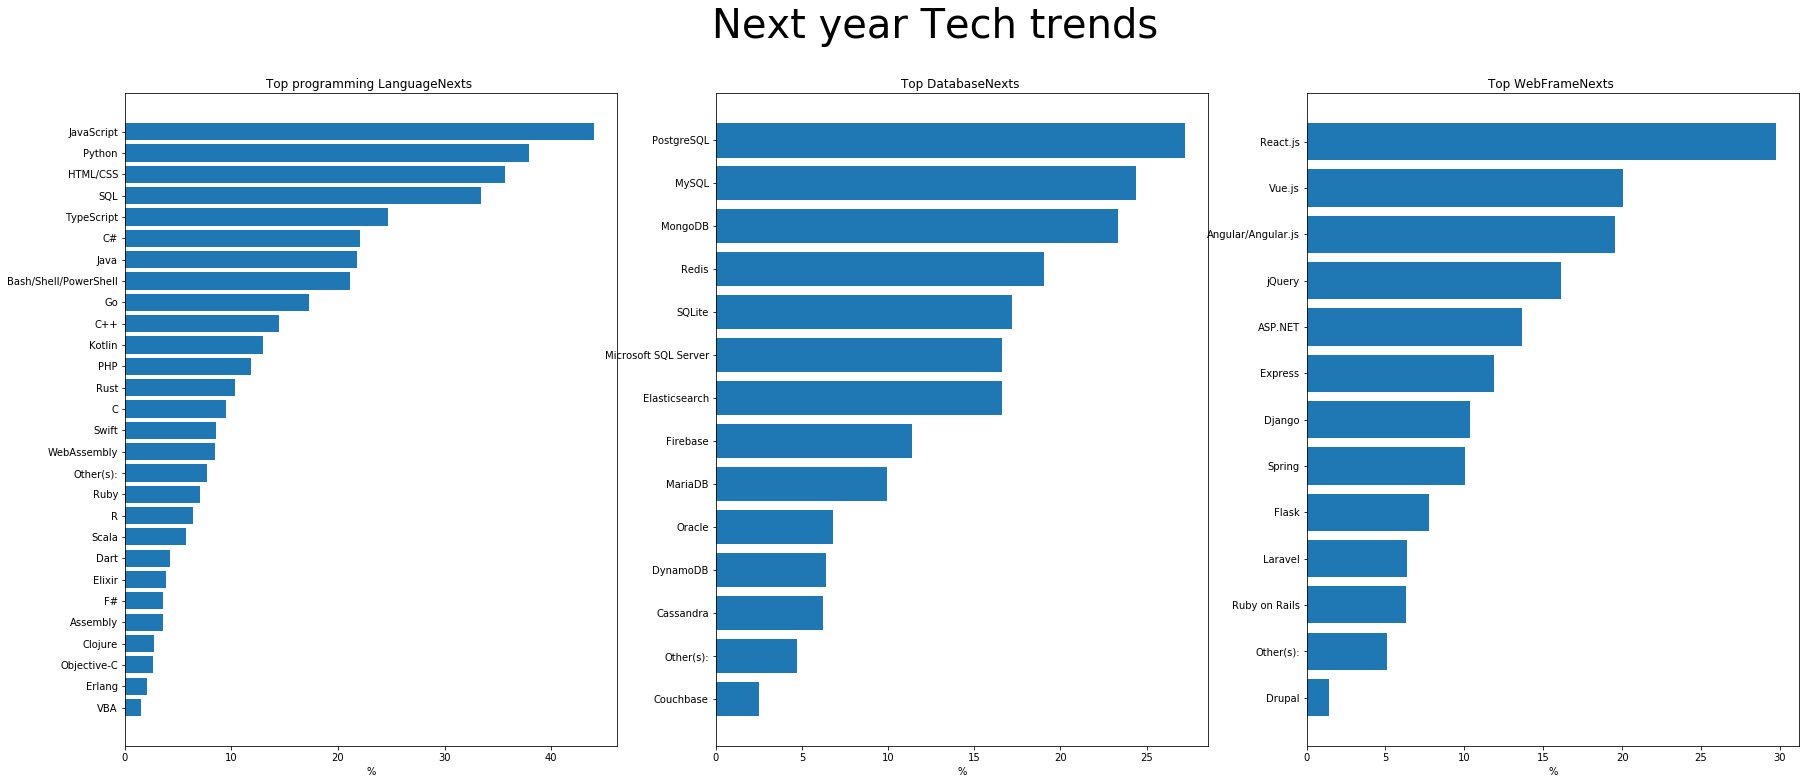 Next year Tech trends
Top programming LanguageNexts
JavaScript
Python
HTML/CSS
SQL
TypeScript
C#
Java
Bash/Shell/PowerShell
Go
C++
Kotlin
PHP
Rust
C
Swift
WebAssembly
Other(s):
Ruby
R
Scala
Dart
Elixir
F#
Assembly
Clojure
Objective-C
Erlang
VBA
0 10 20 30 40
%
Top DatabaseNexts
PostgreSQL
MySQL
MongoDB
Redis
SQLite
Microsoft SQL Server
Elasticsearch
Firebase
MariaDB
Oracle
DynamoDB
Cassandra
Other(s):
Couchbase
0 5 10 15 20 25
%
Top WebFrameNexts
React.js
Vue.js
Angular/Angular.js
jQuery
ASP.NET
Express
Django
Spring
Flask
Laravel
Ruby on Rails
Other(s):
Drupal
0 5 10 15 20 25 30
%